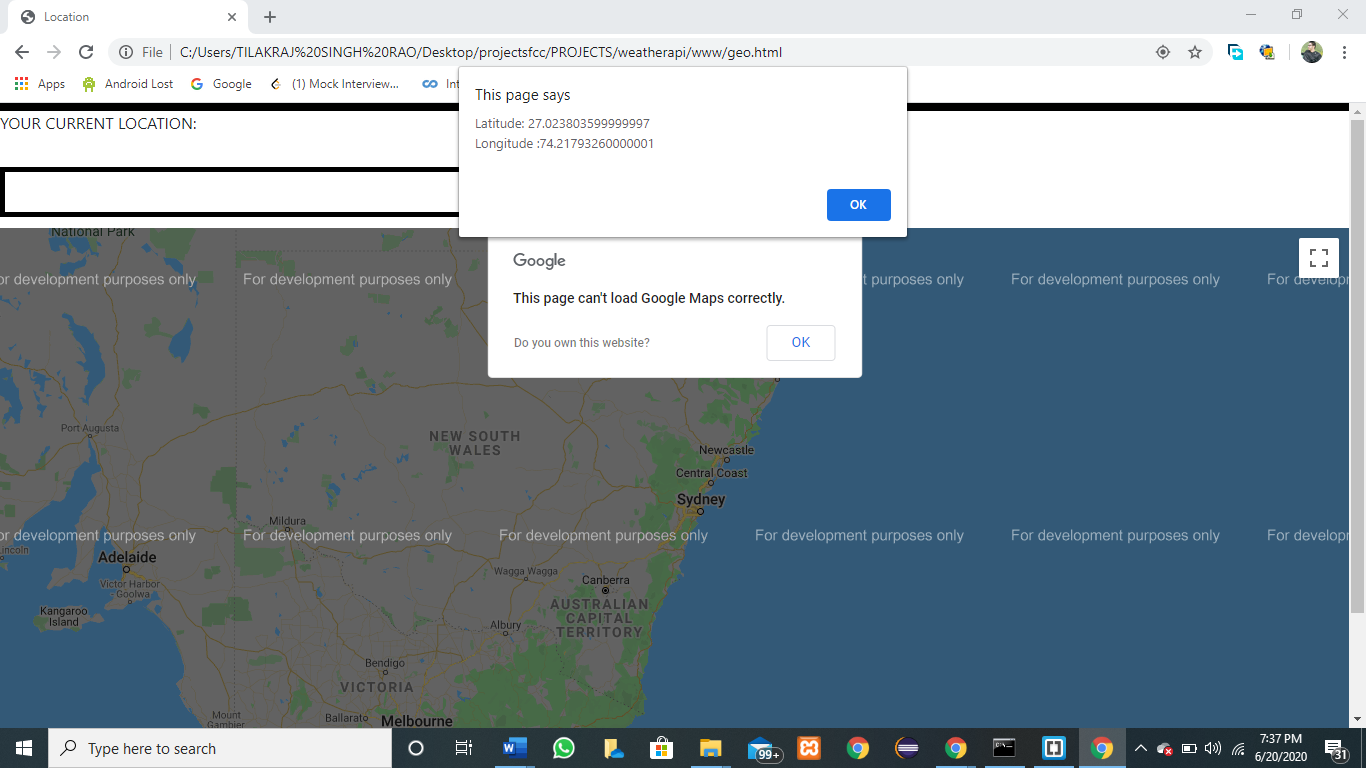 Location
File
C:/Users/TILAKRAJ%20SINGH%20RAO/Desktop/projectsfcc/PROJECTS/weatherapi/www/geo.html
Apps
Android Lost
Google
(1) Mock Interview...
Int
This page says
Latitude: 27.023803599999997
Longitude :74.21793260000001
OK
YOUR CURRENT LOCATION:
National Park
or development purposes only
For development purposes only
t purposes only
For development purposes only
For developm
Google
This page can't load Google Maps correctly.
Do you own this website?
OK
Port Augusta
NEW SOUTH
WALES
Newcastle
Central Coast
Sydney
Mildura
or development purposes only
For development purposes only
For development purposes only
For development purposes only
For development purposes only
For developm
Lincoln
Adelaide
Victor Harbor
Goolwa
Wagga Wagga
Canberra
Kangaroo
Island
AUSTRALIAN
CAPITAL
TERRITORY
Albury
Bendigo
VICTORIA
Mount
Gambier
Ballarat
Melbourne
Type here to search
99+
7:37 PM
6/20/2020
31